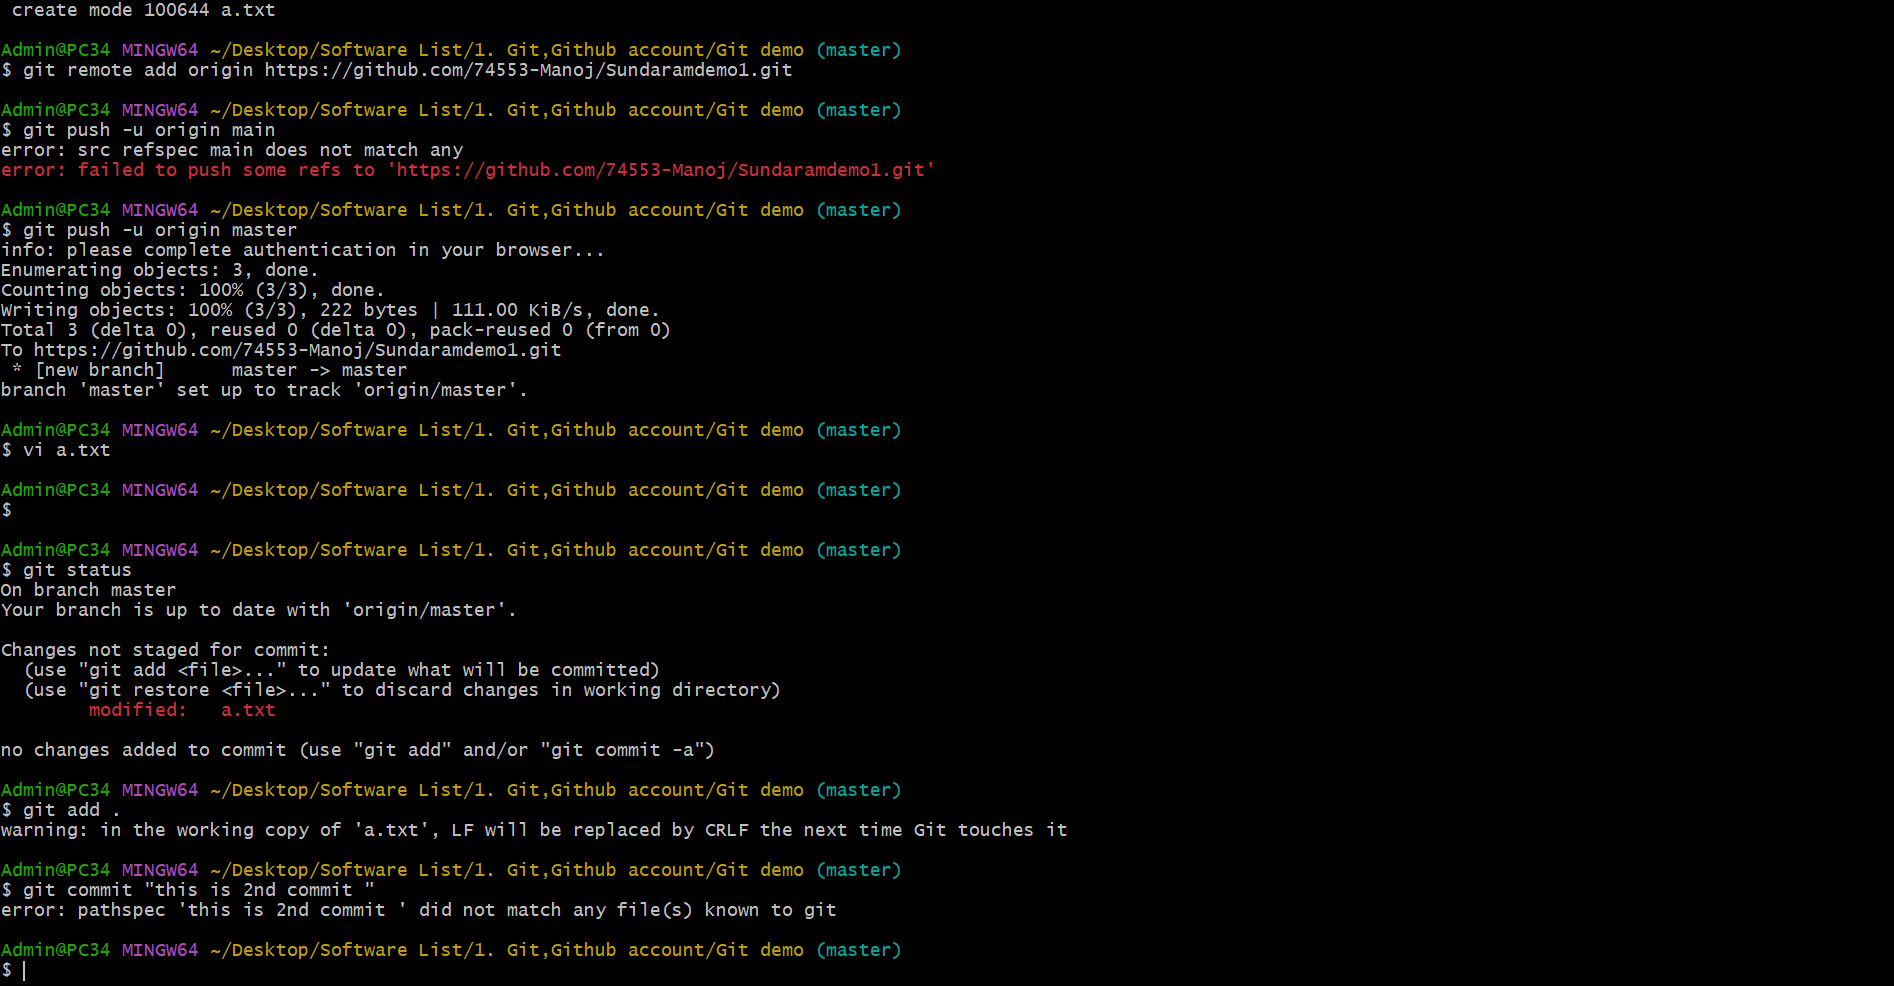 create mode 100644 a.txt
Admin@PC34 MINGW64 ~/Desktop/Software List/1. Git,Github account/Git demo (master)
$ git remote add origin https://github.com/74553-Manoj/Sundaramdemo1.git
Admin@PC34 MINGW64 ~/Desktop/Software List/1. Git,Github account/Git demo (master)
$ git push -u origin main
error: src refspec main does not match any
error: failed to push some refs to 'https://github.com/74553-Manoj/Sundaramdemo1.git'
Admin@PC34 MINGW64 ~/Desktop/Software List/1. Git,Github account/Git demo (master)
$ git push -u origin master
info: please complete authentication in your browser...
Enumerating objects: 3, done.
Counting objects: 100% (3/3), done.
Writing objects: 100% (3/3), 222 bytes | 111.00 KiB/s, done.
Total 3 (delta 0), reused 0 (delta 0), pack-reused 0 (from 0)
To https://github.com/74553-Manoj/Sundaramdemo1.git
 * [new branch]      master -> master
branch 'master' set up to track 'origin/master'.
Admin@PC34 MINGW64 ~/Desktop/Software List/1. Git,Github account/Git demo (master)
$ vi a.txt
Admin@PC34 MINGW64 ~/Desktop/Software List/1. Git,Github account/Git demo (master)
$
Admin@PC34 MINGW64 ~/Desktop/Software List/1. Git,Github account/Git demo (master)
$ git status
On branch master
Your branch is up to date with 'origin/master'.
Changes not staged for commit:
  (use "git add <file>..." to update what will be committed)
  (use "git restore <file>..." to discard changes in working directory)
        modified:   a.txt
no changes added to commit (use "git add" and/or "git commit -a")
Admin@PC34 MINGW64 ~/Desktop/Software List/1. Git,Github account/Git demo (master)
$ git add .
warning: in the working copy of 'a.txt', LF will be replaced by CRLF the next time Git touches it
Admin@PC34 MINGW64 ~/Desktop/Software List/1. Git,Github account/Git demo (master)
$ git commit "this is 2nd commit "
error: pathspec 'this is 2nd commit ' did not match any file(s) known to git
Admin@PC34 MINGW64 ~/Desktop/Software List/1. Git,Github account/Git demo (master)
$